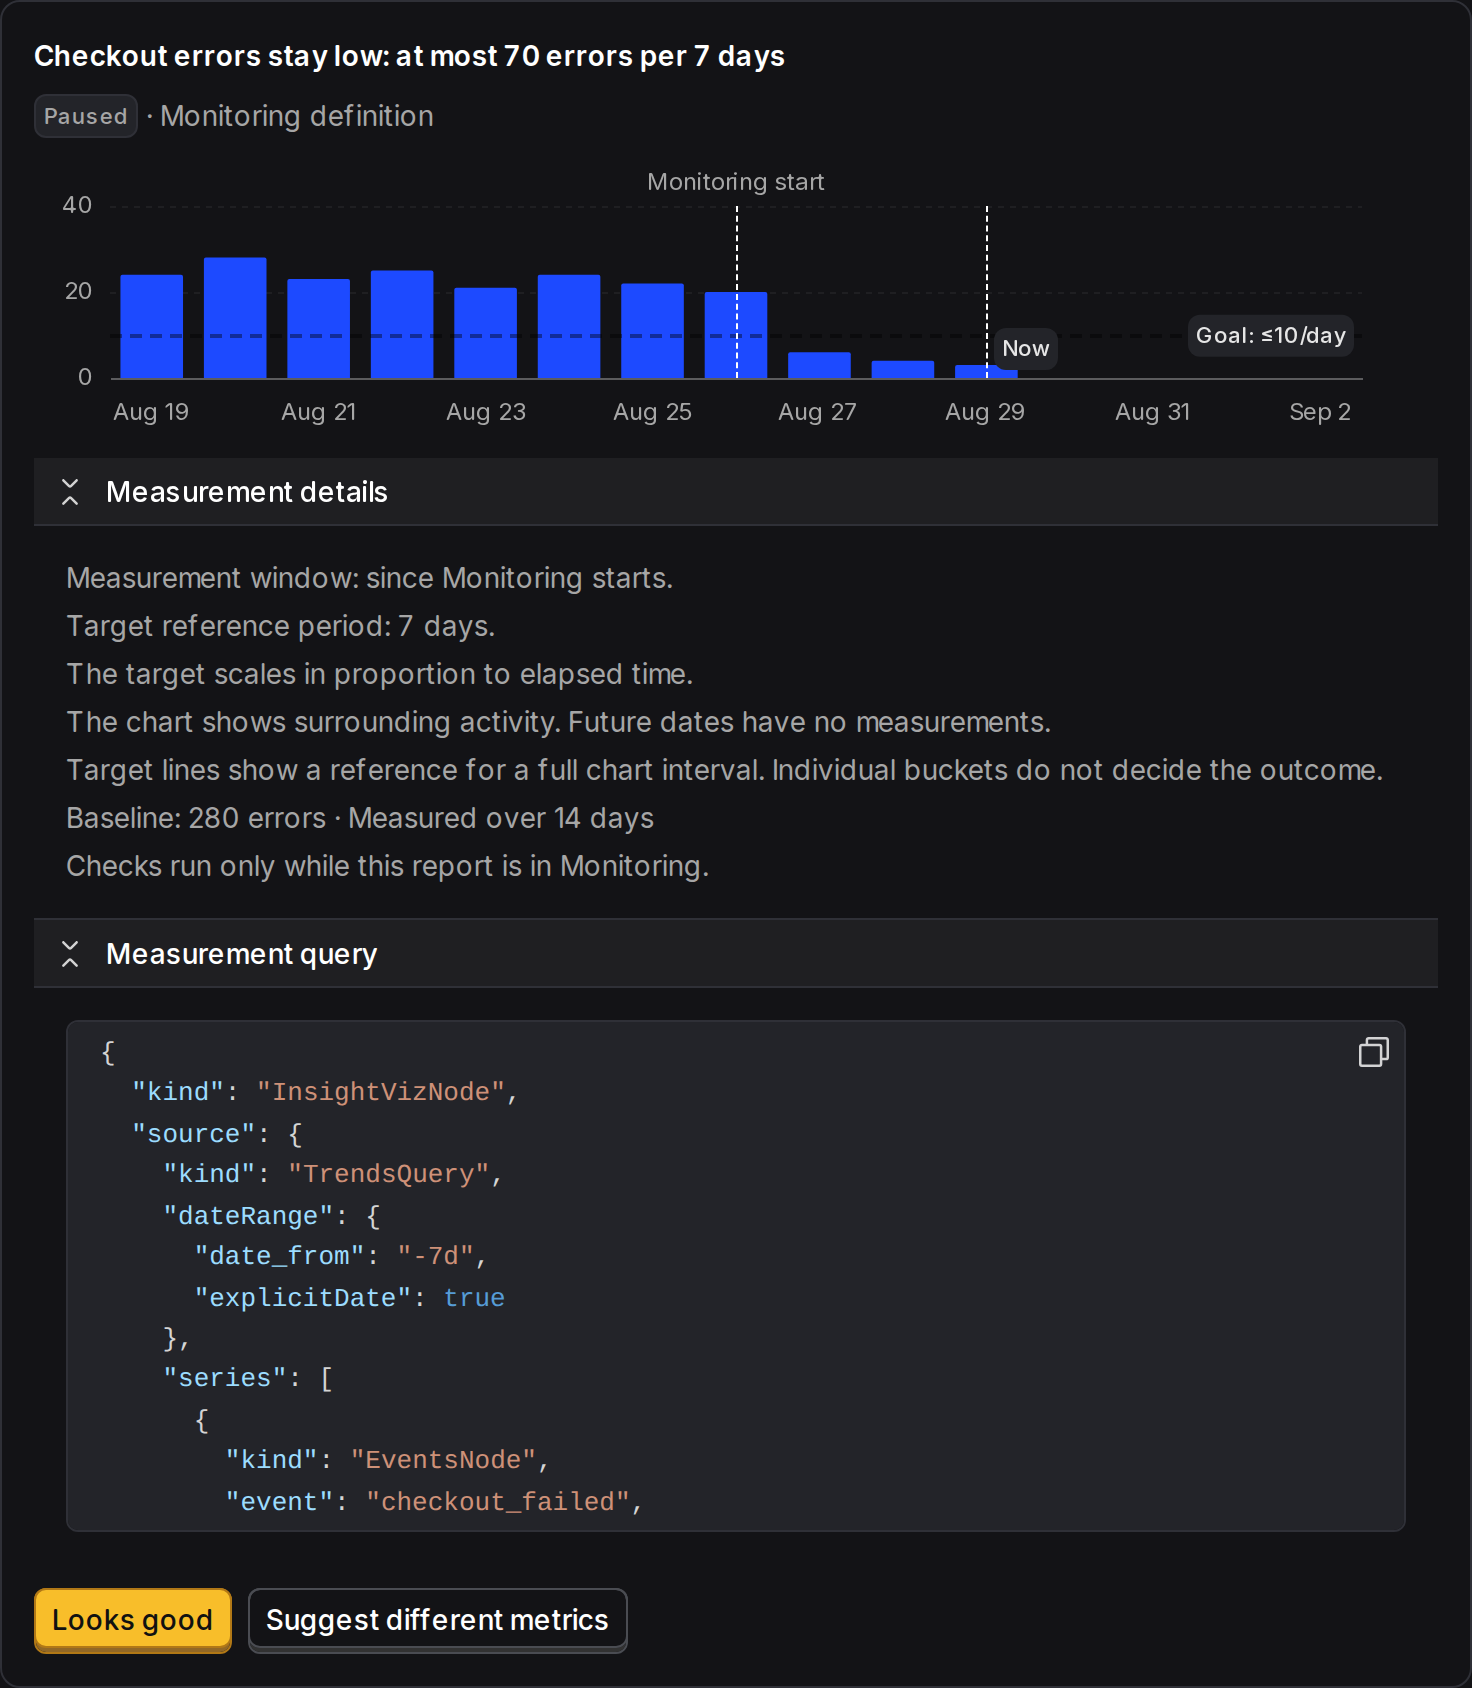 Checkout errors stay low: at most 70 errors per 7 days
Paused · Monitoring definition
Monitoring start
40
20
0
Now
Goal: ≤10/day
Aug 19 Aug 21 Aug 23 Aug 25 Aug 27 Aug 29 Aug 31 Sep 2
Measurement details
Measurement window: since Monitoring starts.
Target reference period: 7 days.
The target scales in proportion to elapsed time.
The chart shows surrounding activity. Future dates have no measurements.
Target lines show a reference for a full chart interval. Individual buckets do not decide the outcome.
Baseline: 280 errors · Measured over 14 days
Checks run only while this report is in Monitoring.
Measurement query
{
  "kind": "InsightVizNode",
  "source": {
    "kind": "TrendsQuery",
    "dateRange": {
      "date_from": "-7d",
      "explicitDate": true
    },
    "series": [
      {
        "kind": "EventsNode",
        "event": "checkout_failed",
Looks good
Suggest different metrics